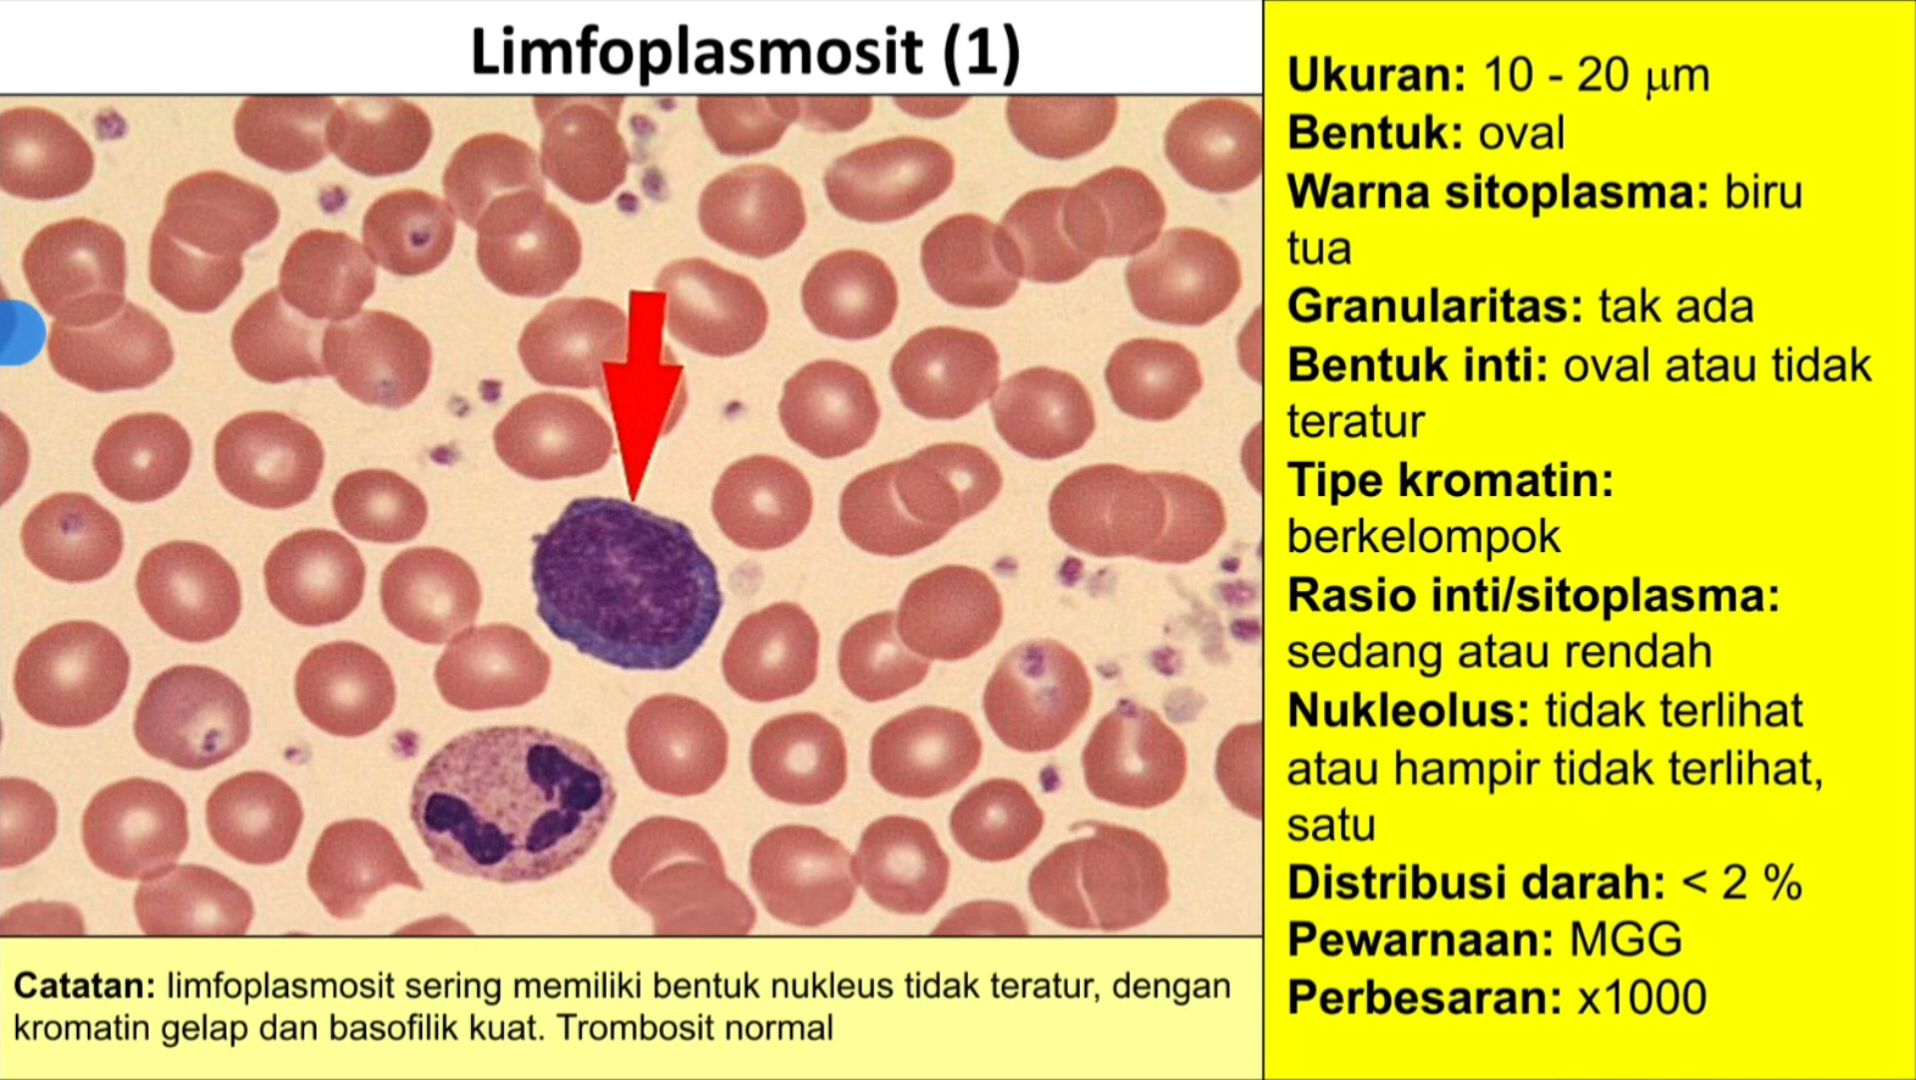 Limfoplasmosit (1)
Ukuran: 10 - 20 μm
Bentuk: oval
Warna sitoplasma: biru
tua
Granularitas: tak ada
Bentuk inti: oval atau tidak
teratur
Tipe kromatin:
berkelompok
Rasio inti/sitoplasma:
sedang atau rendah
Nukleolus: tidak terlihat
atau hampir tidak terlihat,
satu
Distribusi darah: < 2 %
Pewarnaan: MGG
Perbesaran: x1000
Catatan: limfoplasmosit sering memiliki bentuk nukleus tidak teratur, dengan
kromatin gelap dan basofilik kuat. Trombosit normal